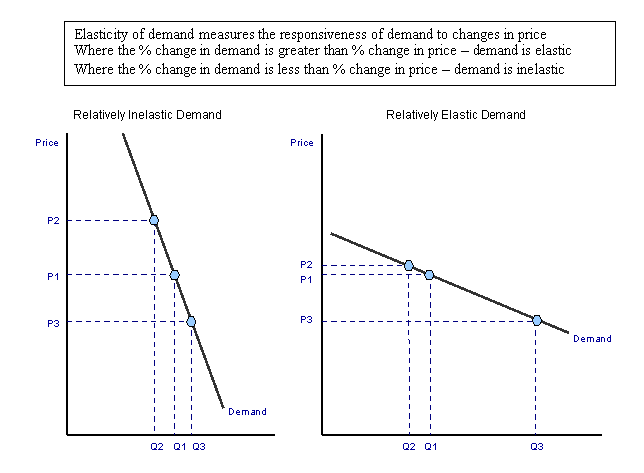 Elasticity of demand measures the responsiveness of demand to changes in price
Where the % change in demand is greater than % change in price – demand is elastic
Where the % change in demand is less than % change in price – demand is inelastic
Relatively Inelastic Demand
Price
P2
P1
P3
Demand
Q2 Q1 Q3
Relatively Elastic Demand
Price
P2
P1
P3
Demand
Q2 Q1 Q3